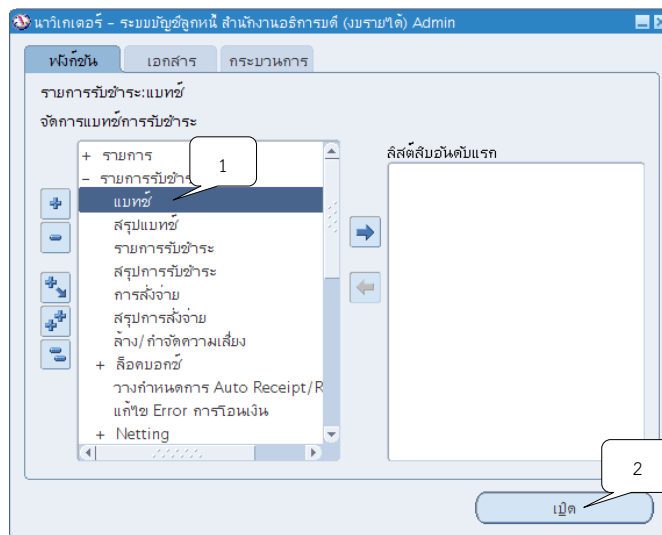 นาวิเกเตอร์ – ระบบบัญชีลูกหนี้ สำนักงานอธิการบดี (งบรายได้) Admin
ฟังก์ชัน เอกสาร กระบวนการ
รายการรับชำระ:แบทช์
จัดการแบทช์การรับชำระ
ลิสต์สิบอันดับแรก
+ รายการ
– รายการรับชำระ
1
แบทช์
สรุปแบทช์
รายการรับชำระ
สรุปการรับชำระ
การสั่งจ่าย
สรุปการสั่งจ่าย
ล้าง/กำจัดความเสี่ยง
+ ล็อคบอกซ์
วางกำหนดการ Auto Receipt/R
แก้ไข Error การโอนเงิน
+ Netting
2
เปิด